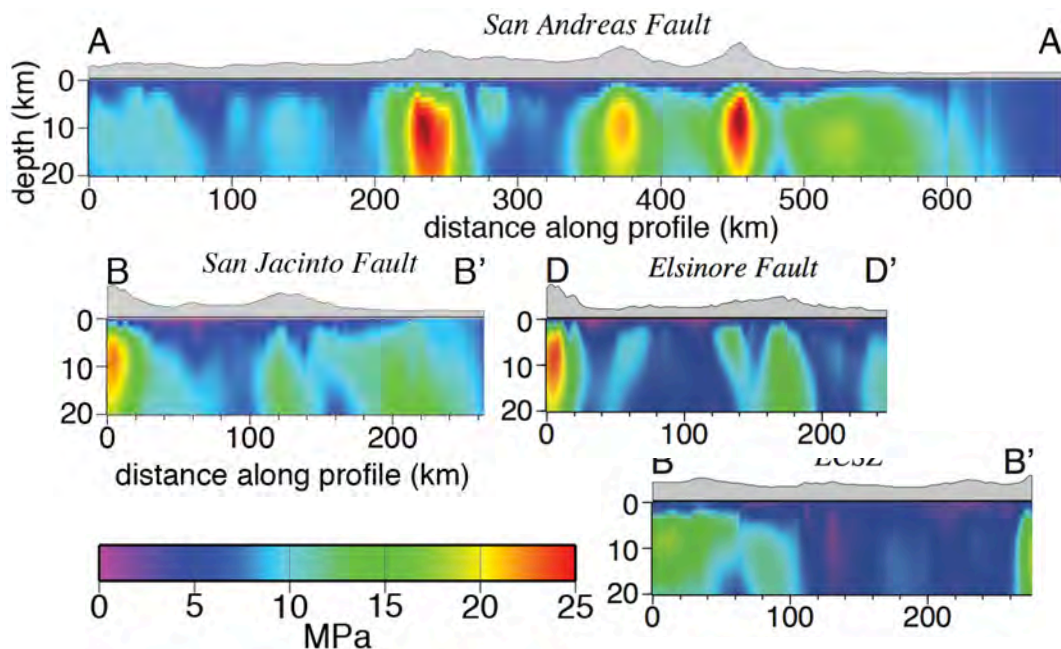 San Andreas Fault
A A
0
10
20
depth (km)
0 100 200 300 400 500 600
distance along profile (km)
B San Jacinto Fault B’
0
10
20
0 100 200
distance along profile (km)
D Elsinore Fault D’
0
10
20
0 100 200
B ECSZ B’
0
10
20
0 100 200
0 5 10 15 20 25
MPa